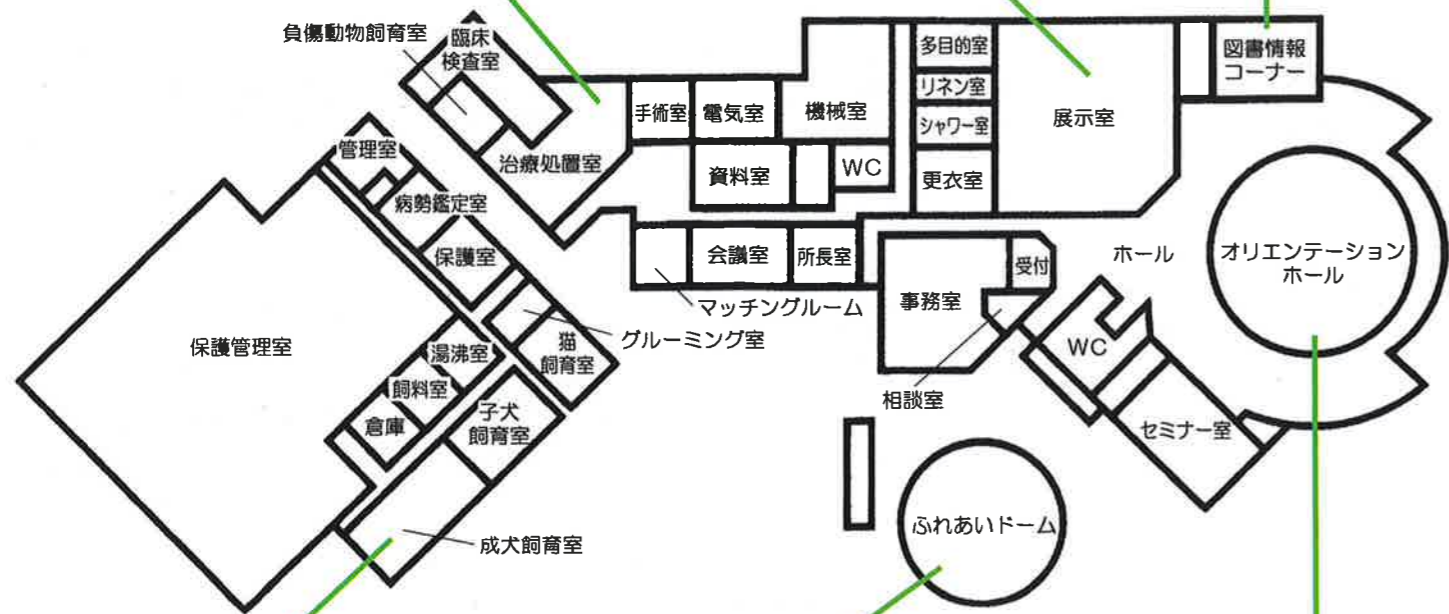 負傷動物飼育室
臨床
検査室
多目的室
図書情報
コーナー
リネン室
手術室
電気室
機械室
シャワー室
展示室
管理室
治療処置室
資料室
WC
更衣室
病勢鑑定室
保護室
会議室
所長室
受付
ホール
オリエンテーション
ホール
マッチングルーム
事務室
グルーミング室
保護管理室
湯沸室
猫
飼育室
WC
飼料室
相談室
倉庫
子犬
飼育室
セミナー室
ふれあいドーム
成犬飼育室